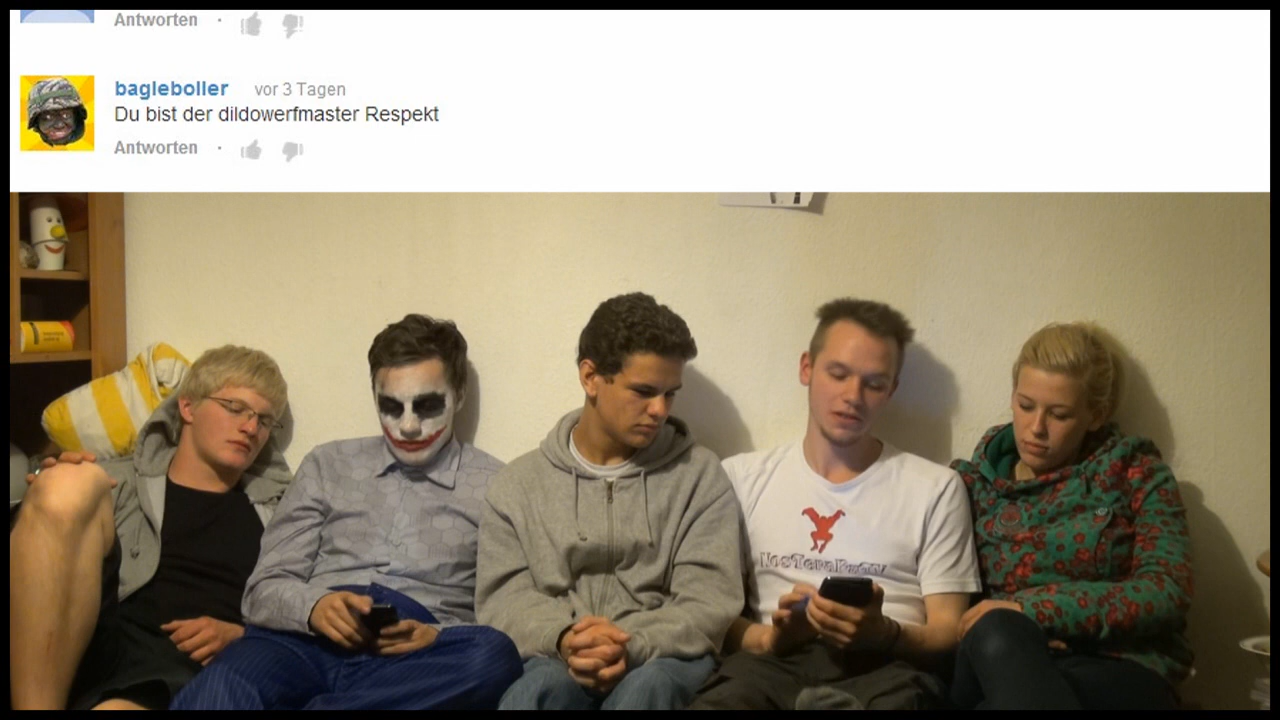 Antworten ·
bagleboller vor 3 Tagen
Du bist der dildowerfmaster Respekt
Antworten ·